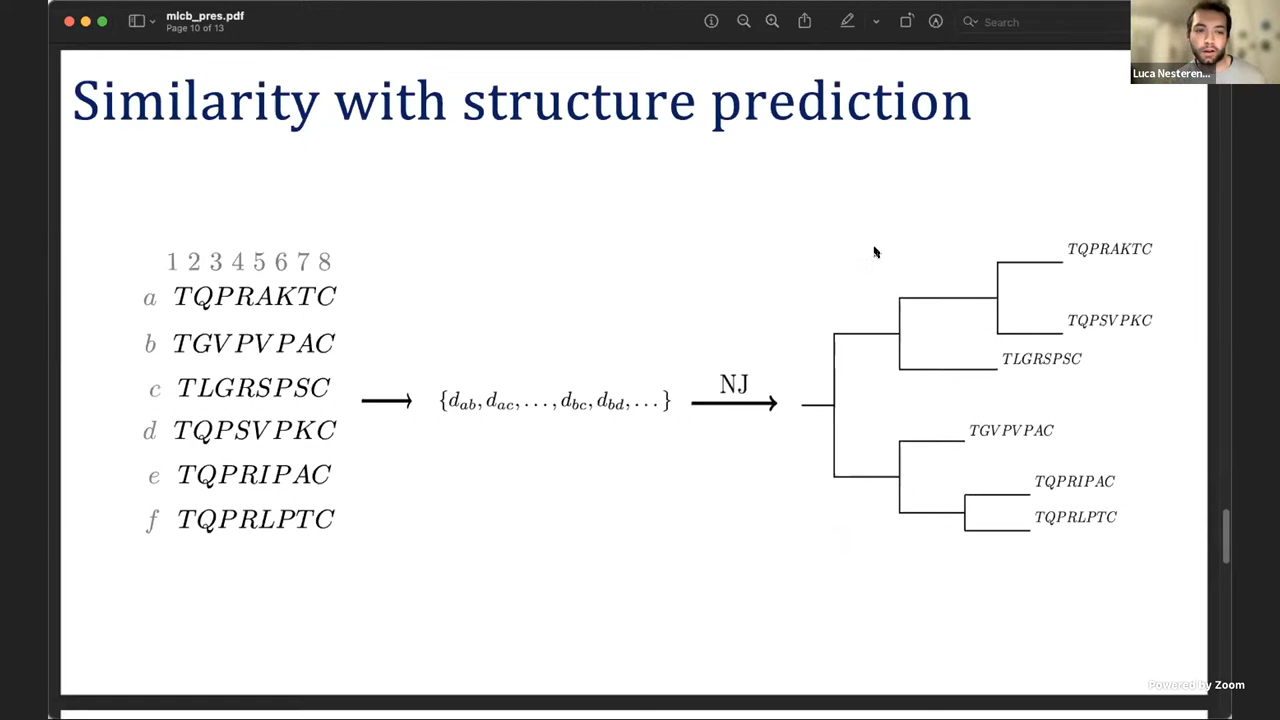 mlcb_pres.pdf
Page 10 of 13
Search
Luca Nesteren...
Similarity with structure prediction
1 2 3 4 5 6 7 8
a TQPRAKTC
b TGVPVPAC
c TLGRSPSC
d TQPSVPKC
e TQPRIPAC
f TQPRLPTC
{d_ab, d_ac, ..., d_bc, d_bd, ...}
NJ
TQPRAKTC
TQPSVPKC
TLGRSPSC
TGVPVPAC
TQPRIPAC
TQPRLPTC
Powered by Zoom